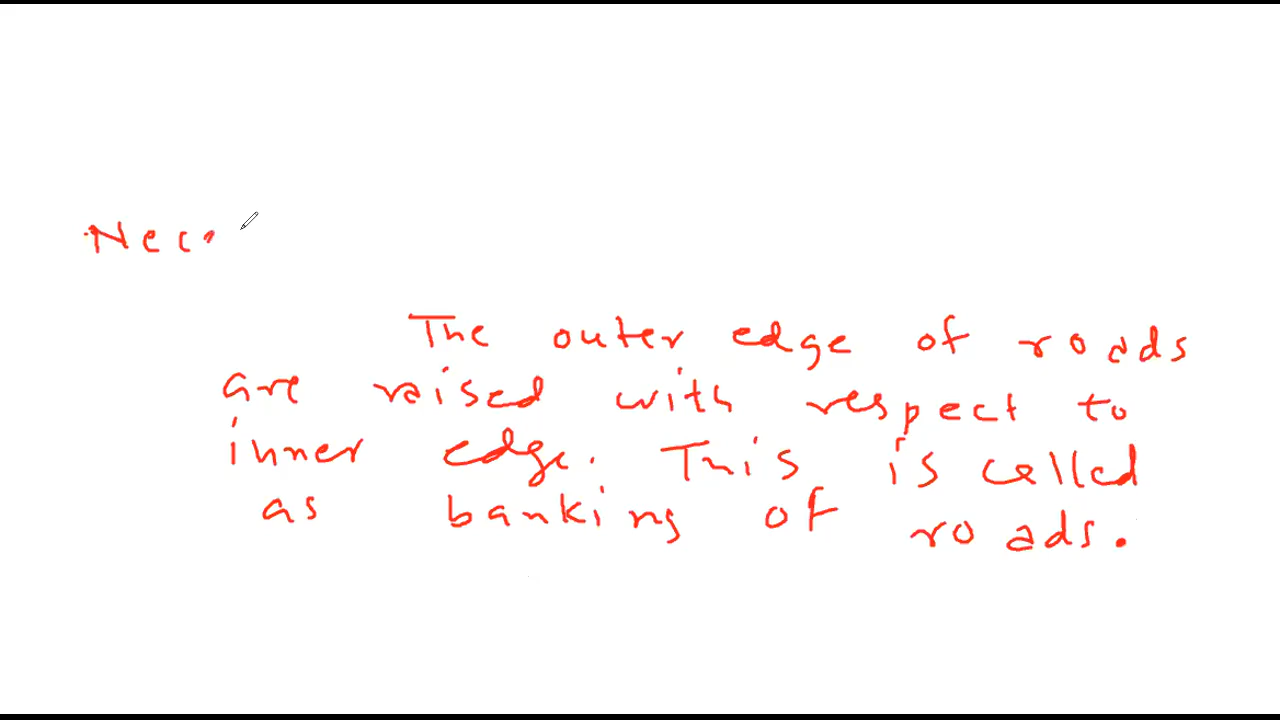 Nec
The outer edge of roads
are raised with respect to
inner edge. This is called
as banking of roads.